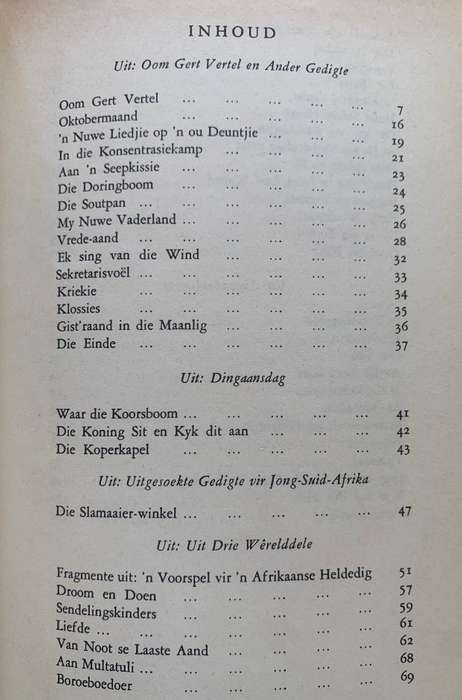 INHOUD
Uit: Oom Gert Vertel en Ander Gedigte
Oom Gert Vertel ... ... ... ... 7
Oktobermaand ... ... ... ... ... 16
'n Nuwe Liedjie op 'n ou Deuntjie ... ... ... 19
In die Konsentrasiekamp ... ... ... ... 21
Aan 'n Seepkissie ... ... ... ... ... 23
Die Doringboom ... ... ... ... ... 24
Die Soutpan ... ... ... ... ... 25
My Nuwe Vaderland ... ... ... ... ... 26
Vrede-aand ... ... ... ... ... ... 28
Ek sing van die Wind ... ... ... ... 32
Sekretarisvoël ... ... ... ... ... 33
Kriekie ... ... ... ... ... ... 34
Klossies ... ... ... ... ... ... 35
Gist'raand in die Maanlig ... ... ... ... 36
Die Einde ... ... ... ... ... ... 37
Uit: Dingaansdag
Waar die Koorsboom ... ... ... ... ... 41
Die Koning Sit en Kyk dit aan ... ... ... 42
Die Koperkapel ... ... ... ... ... 43
Uit: Uitgesoekte Gedigte vir Jong-Suid-Afrika
Die Slamaaier-winkel ... ... ... ... ... 47
Uit: Uit Drie Wêrelddele
Fragmente uit: 'n Voorspel vir 'n Afrikaanse Heldedig 51
Droom en Doen ... ... ... ... ... 57
Sendelingskinders ... ... ... ... ... 59
Liefde ... ... ... ... ... ... 61
Van Noot se Laaste Aand ... ... ... ... 62
Aan Multatuli ... ... ... ... ... ... 68
Boroeboedoer ... ... ... ... ... 69